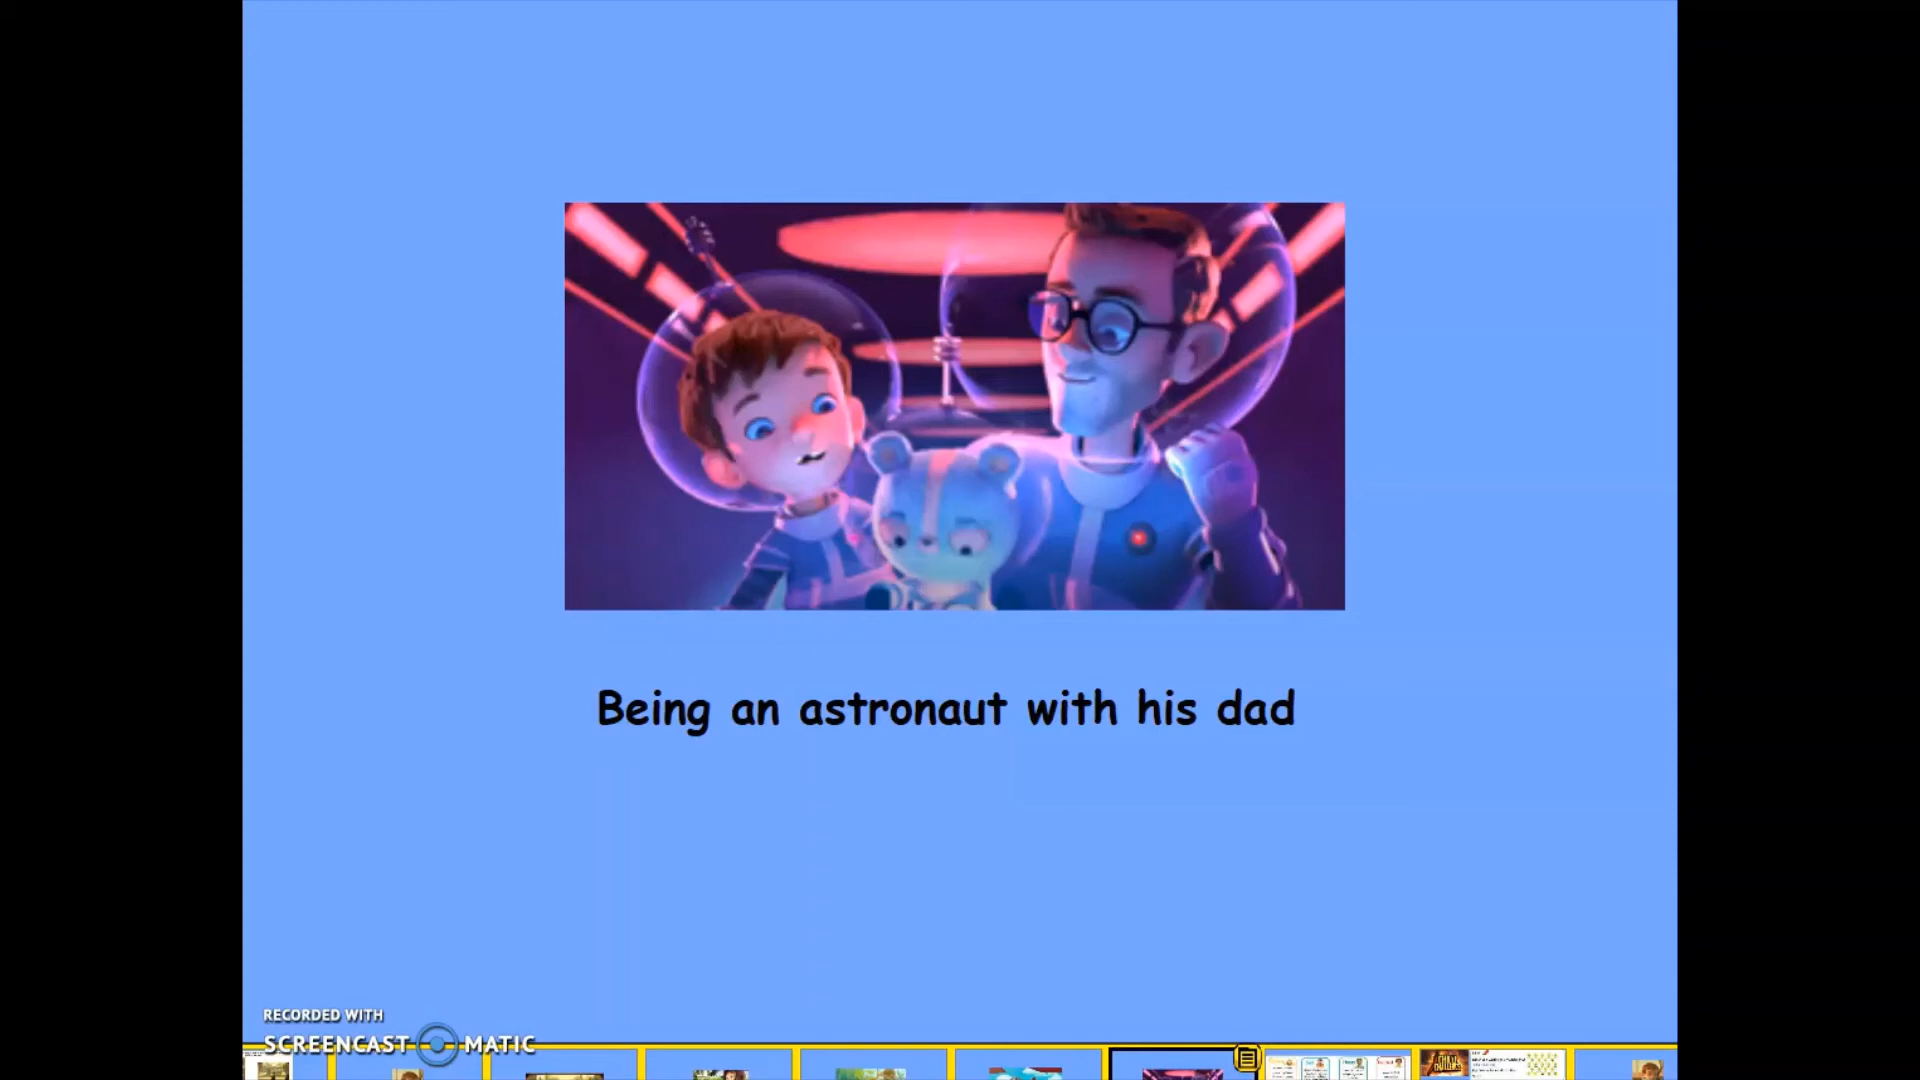 Being an astronaut with his dad
RECORDED WITH
SCREENCAST MATIC